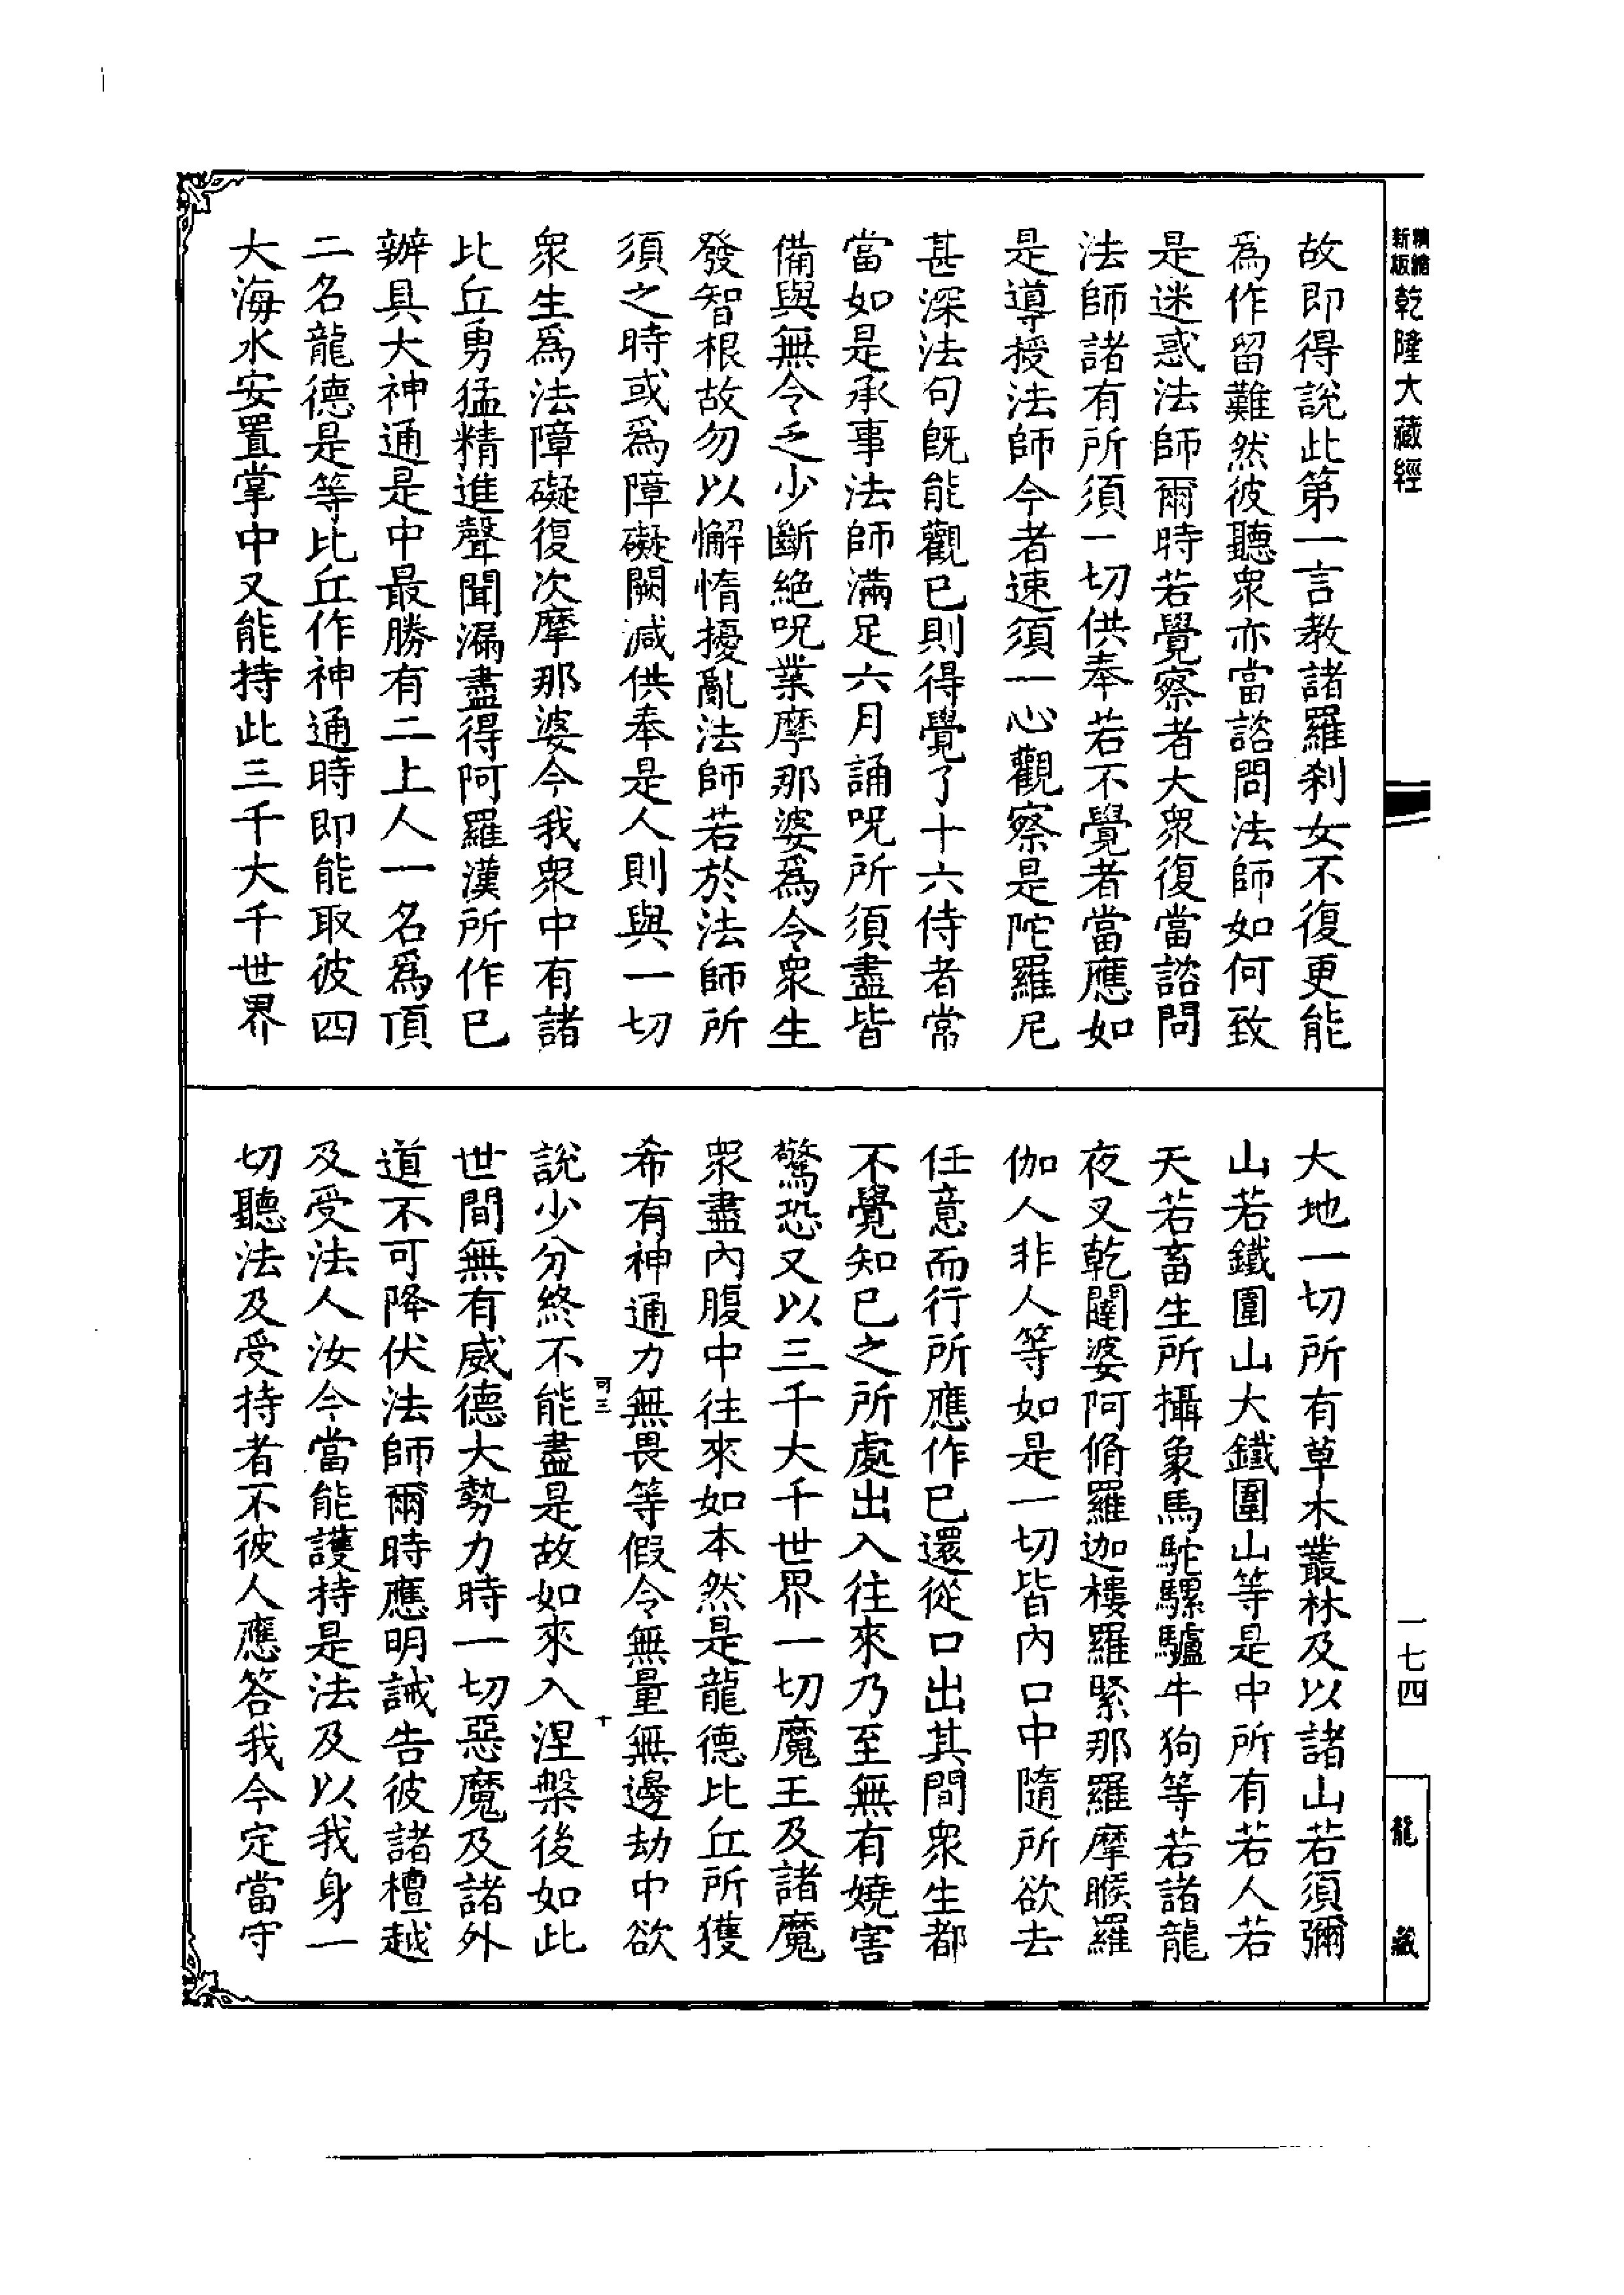 精縮
新版
乾隆大藏經
故即得說此第一言教諸羅刹女不復更能
爲作留難然彼聽衆亦當諮問法師如何致
是迷惑法師爾時若覺察者大衆復當諮問
法師諸有所須一切供奉若不覺者當應如
是導授法師令者速須一心觀察是陀羅尼
甚深法句旣能觀已則得覺了十六侍者常
當如是承事法師滿足六月誦呪所須盡皆
備與無令乏少斷絕呪業摩那婆爲令衆生
發智根故勿以懈惰擾亂法師若於法師所
須之時或爲障礙闕減供奉是人則與一切
衆生爲法障礙復次摩那婆今我衆中有諸
比丘勇猛精進聲聞漏盡得阿羅漢所作已
辦具大神通是中最勝有二上人一名爲頂
二名龍德是等比丘作神通時即能取彼四
大海水安置掌中又能持此三千大千世界
大地一切所有草木叢林及以諸山若須彌
山若鐵圍山大鐵圍山等是中所有若人若
天若畜生所攝象馬駝騾驢牛狗等若諸龍
夜叉乾闥婆阿脩羅迦樓羅緊那羅摩睺羅
伽人非人等如是一切皆內口中隨所欲去
任意而行所應作已還從口出其間衆生都
不覺知已之所處出入往來乃至無有嬈害
驚恐又以三千大千世界一切魔王及諸魔
衆盡內腹中往來如本然是龍德比丘所獲
希有神通力無畏等假令無量無邊劫中欲
可三
十
說少分終不能盡是故如來入涅槃後如此
世間無有威德大勢力時一切惡魔及諸外
道不可降伏法師爾時應明誡告彼諸檀越
及受法人汝今當能護持是法及以我身一
切聽法及受持者不彼人應答我今定當守
一七四
龍藏